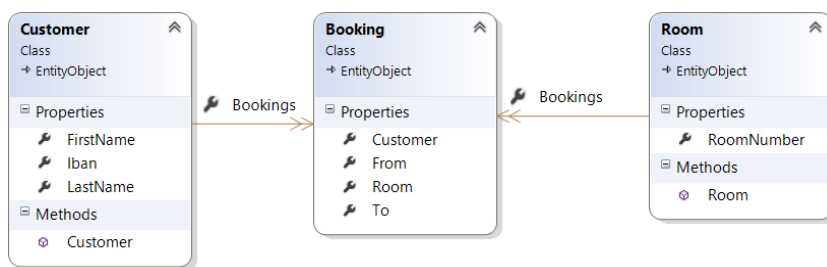 Customer
Class
EntityObject
Properties
FirstName
Iban
LastName
Methods
Customer
Bookings
Booking
Class
EntityObject
Properties
Customer
From
Room
To
Bookings
Room
Class
EntityObject
Properties
RoomNumber
Methods
Room